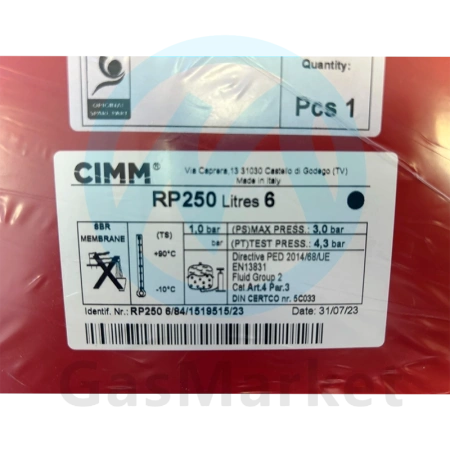 Quantity:
Pcs 1
ORIGINAL
SPARE PART
CIMM®
Via Caprera,13 31030 Castello di Godego (TV)
Made in Italy
RP250 Litres 6
SBR
MEMBRANE
(TS)
+90°C
-10°C
1,0 bar
bar
(PS)MAX PRESS.: 3,0 bar
(PT)TEST PRESS.: 4,3 bar
Directive PED 2014/68/UE
EN13831
Fluid Group 2
Cat.Art.4 Par.3
DIN CERTCO nr. 5C033
Identif. Nr.: RP250 6/84/1519515/23
Date: 31/07/23
GasMarket